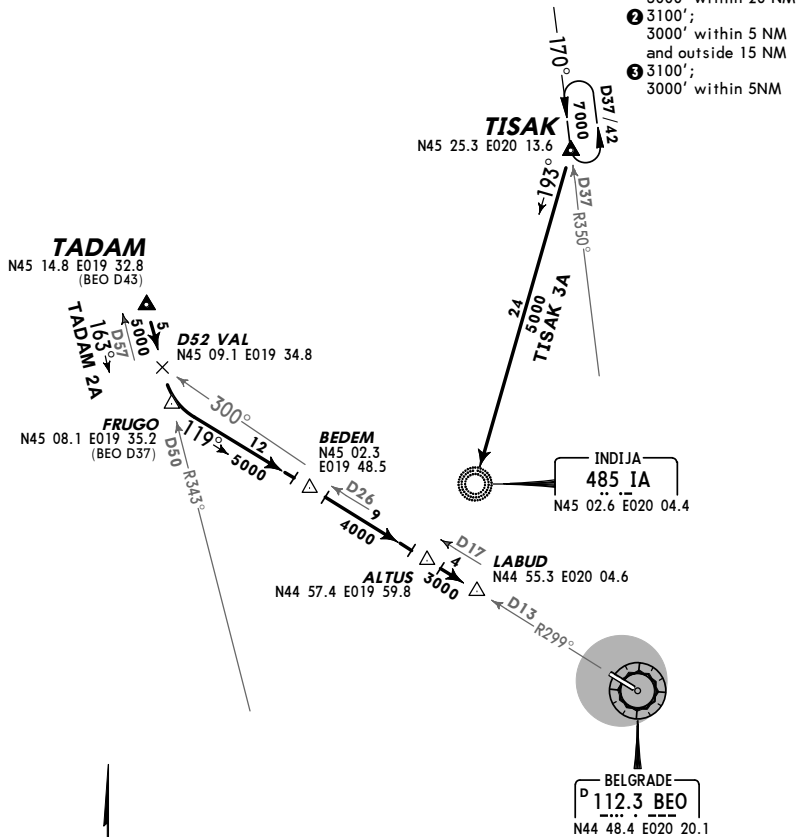 3100';
3000' within 5 NM
and outside 15 NM
3100';
3000' within 5NM
170°
D37/42
7000
TISAK
N45 25.3 E020 13.6
193°
D37
R350°
24
5000
TISAK 3A
TADAM
N45 14.8 E019 32.8
(BEO D43)
5
5000
D57
163°
TADAM 2A
D52 VAL
N45 09.1 E019 34.8
FRUGO
N45 08.1 E019 35.2
(BEO D37)
300°
119°
12
5000
D50
R343°
BEDEM
N45 02.3
E019 48.5
D26
9
4000
INDIJA
485 IA
N45 02.6 E020 04.4
D17
4
3000
ALTUS
N44 57.4 E019 59.8
LABUD
N44 55.3 E020 04.6
D13
R299°
BELGRADE
D 112.3 BEO
N44 48.4 E020 20.1